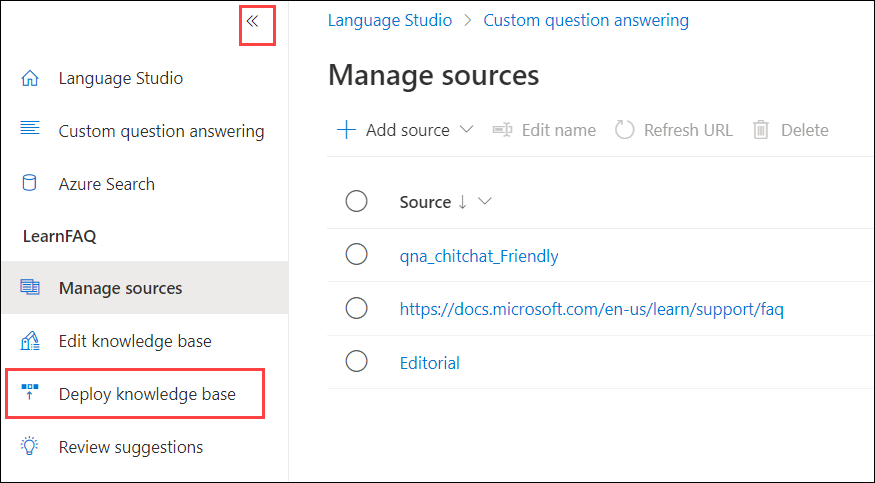 Language Studio
Custom question answering
Azure Search
LearnFAQ
Manage sources
Edit knowledge base
Deploy knowledge base
Review suggestions
Language Studio > Custom question answering
Manage sources
Add source Edit name Refresh URL Delete
Source ↓
qna_chitchat_Friendly
https://docs.microsoft.com/en-us/learn/support/faq
Editorial